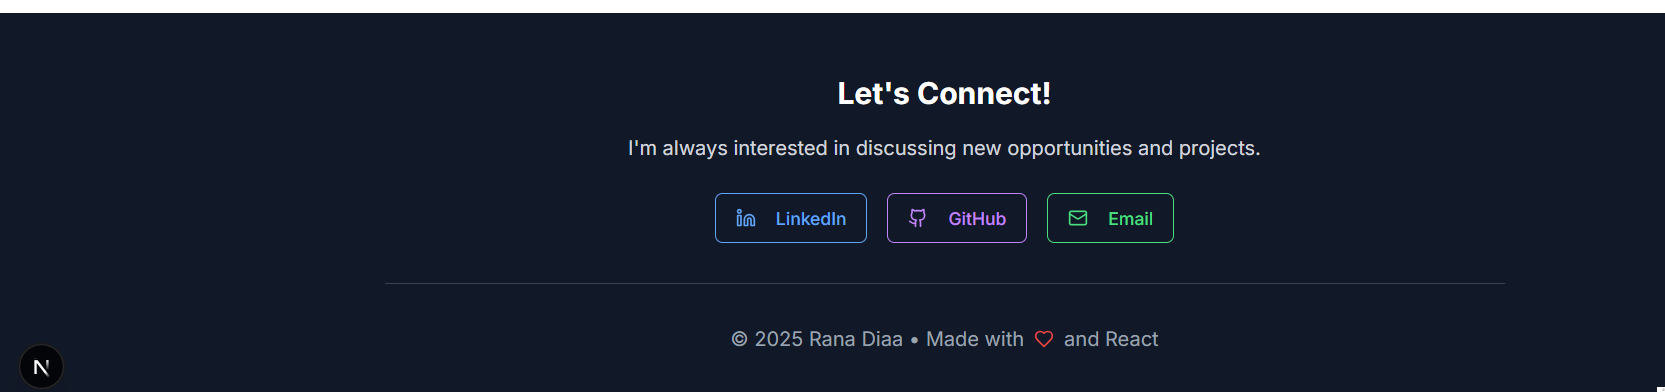 Let's Connect!
I'm always interested in discussing new opportunities and projects.
LinkedIn
GitHub
Email
© 2025 Rana Diaa • Made with and React
N